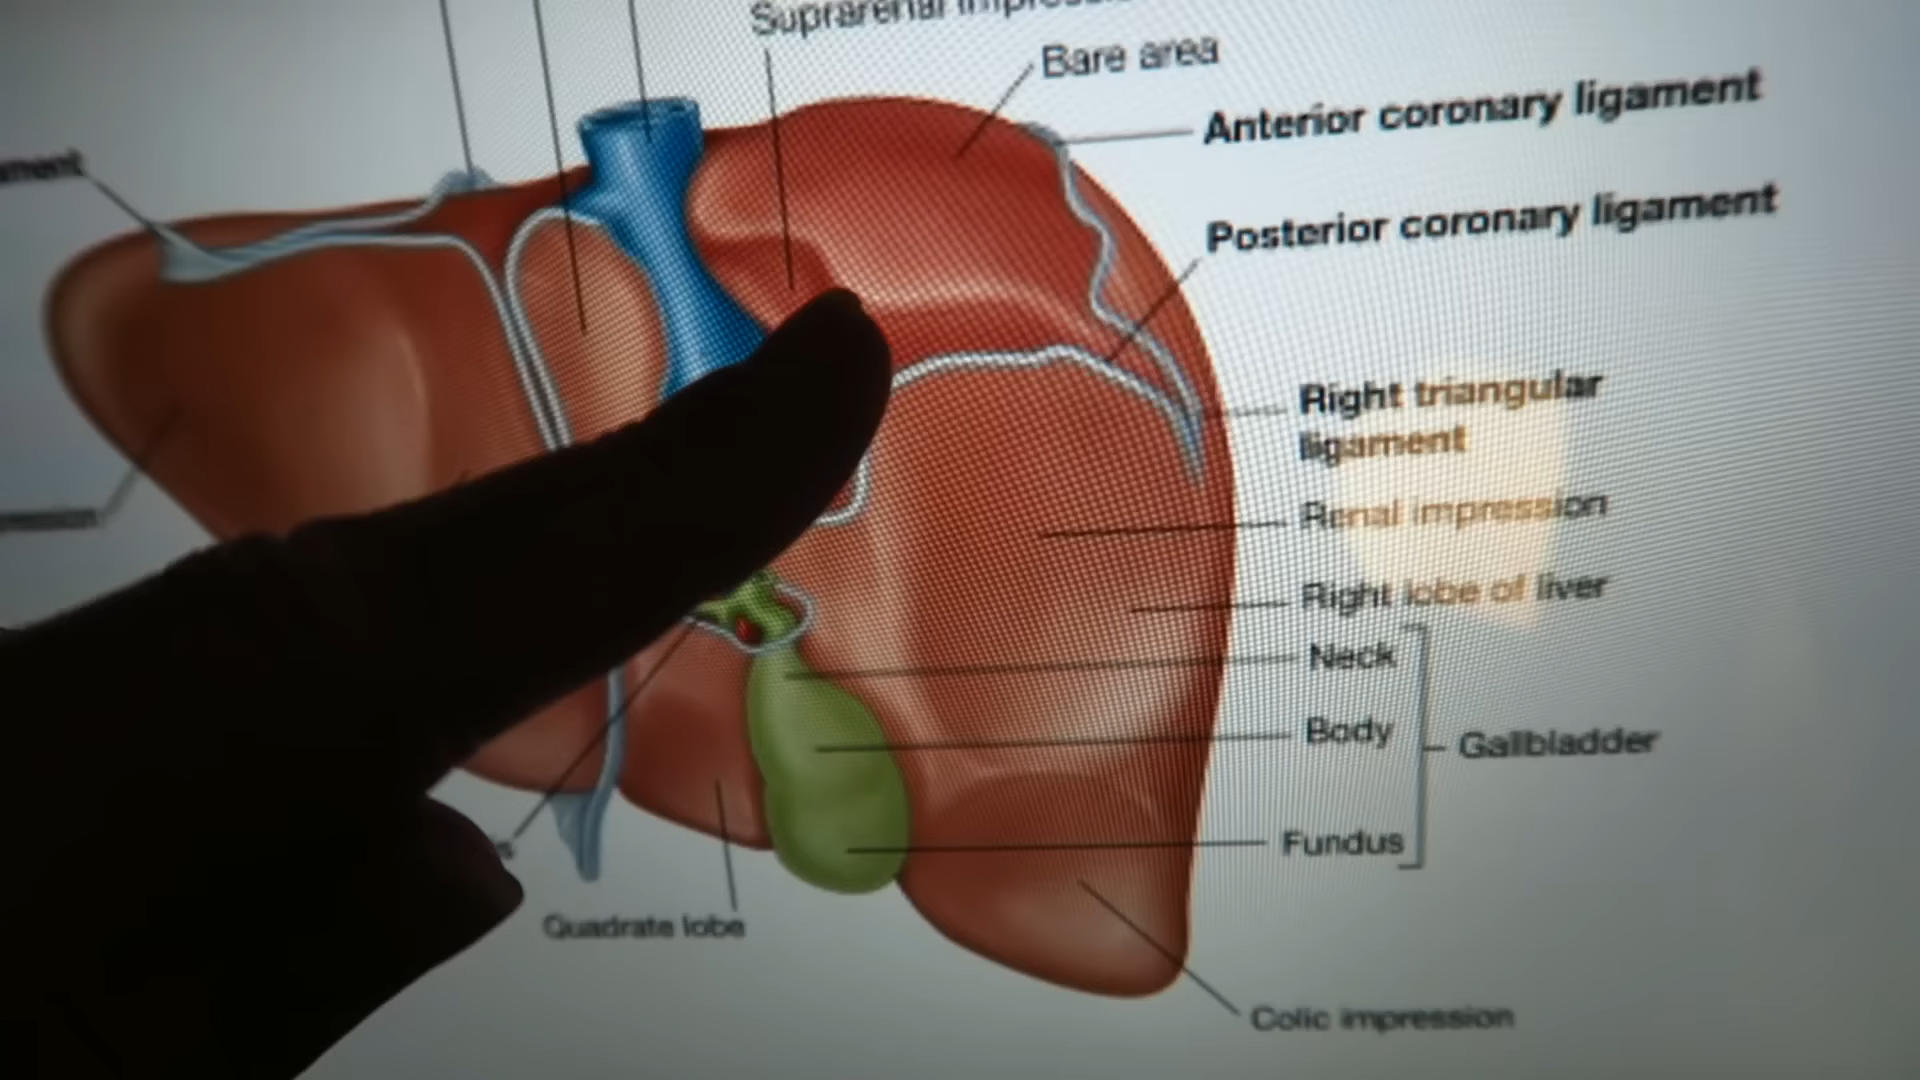 Suprarenal
Bare area
Anterior coronary ligament
Posterior coronary ligament
Right triangular
ligament
Renal impression
Right lobe of liver
Neck
Body
Gallbladder
Fundus
Quadrate lobe
Colic impression